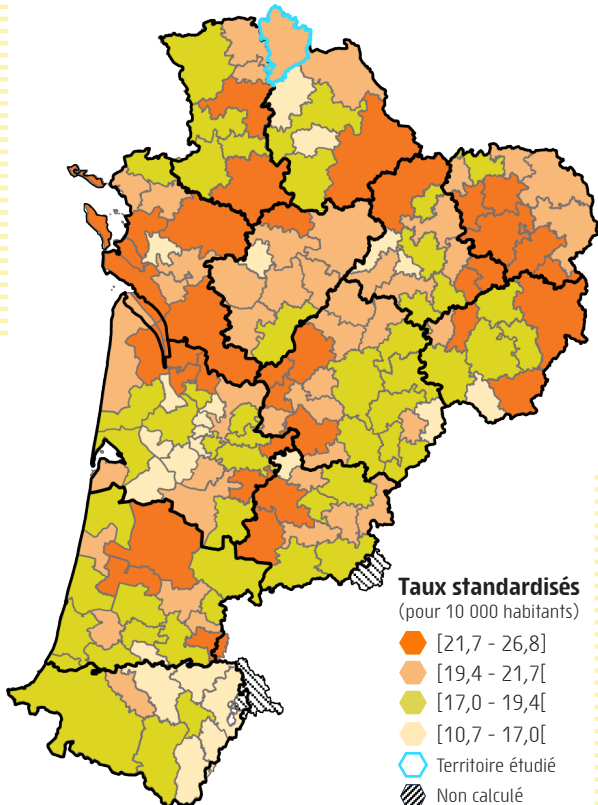 Taux standardisés
(pour 10 000 habitants)
[21,7 - 26,8]
[19,4 - 21,7[
[17,0 - 19,4[
[10,7 - 17,0[
Territoire étudié
Non calculé